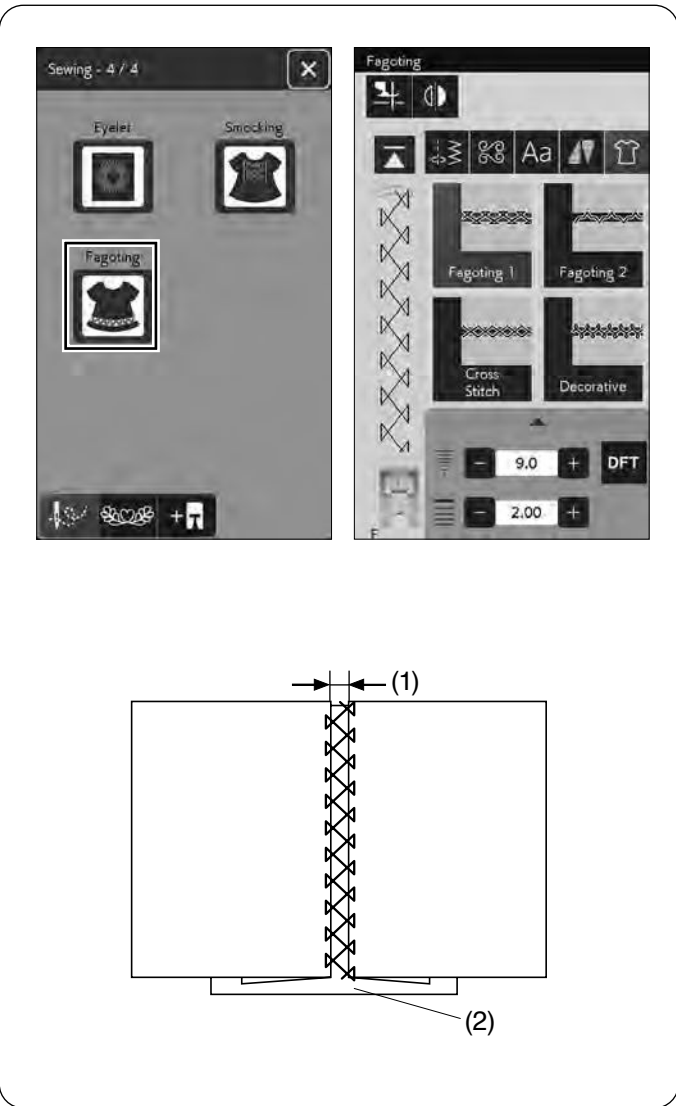 Sewing - 4 / 4
Eyelet
Smocking
Fagoting
Fagoting
Aa
Fagoting 1
Fagoting 2
Cross
Stitch
Decorative
9.0
DFT
2.00
F
(1)
(2)